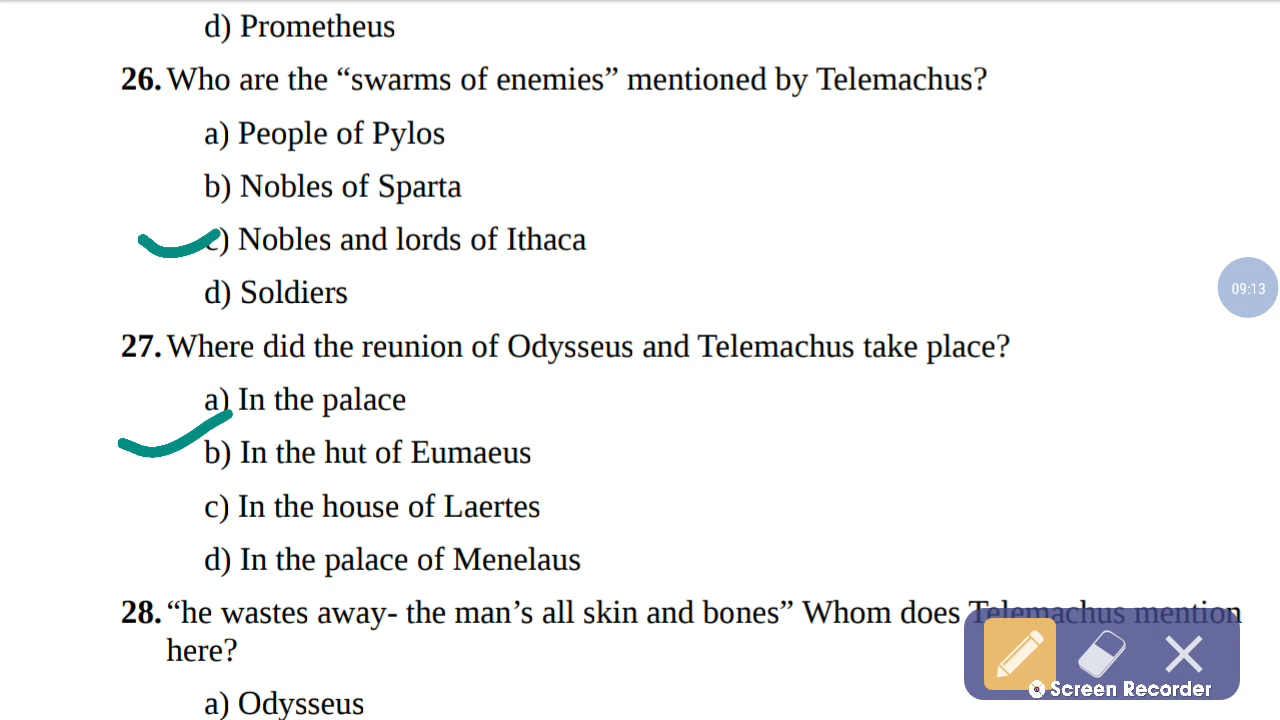 d) Prometheus
26. Who are the “swarms of enemies” mentioned by Telemachus?
a) People of Pylos
b) Nobles of Sparta
c) Nobles and lords of Ithaca
d) Soldiers
09:13
27. Where did the reunion of Odysseus and Telemachus take place?
a) In the palace
b) In the hut of Eumaeus
c) In the house of Laertes
d) In the palace of Menelaus
28. “he wastes away- the man’s all skin and bones” Whom does Telemachus mention
here?
Screen Recorder
a) Odysseus